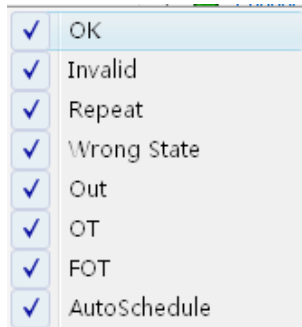 OK
Invalid
Repeat
Wrong State
Out
OT
FOT
AutoSchedule